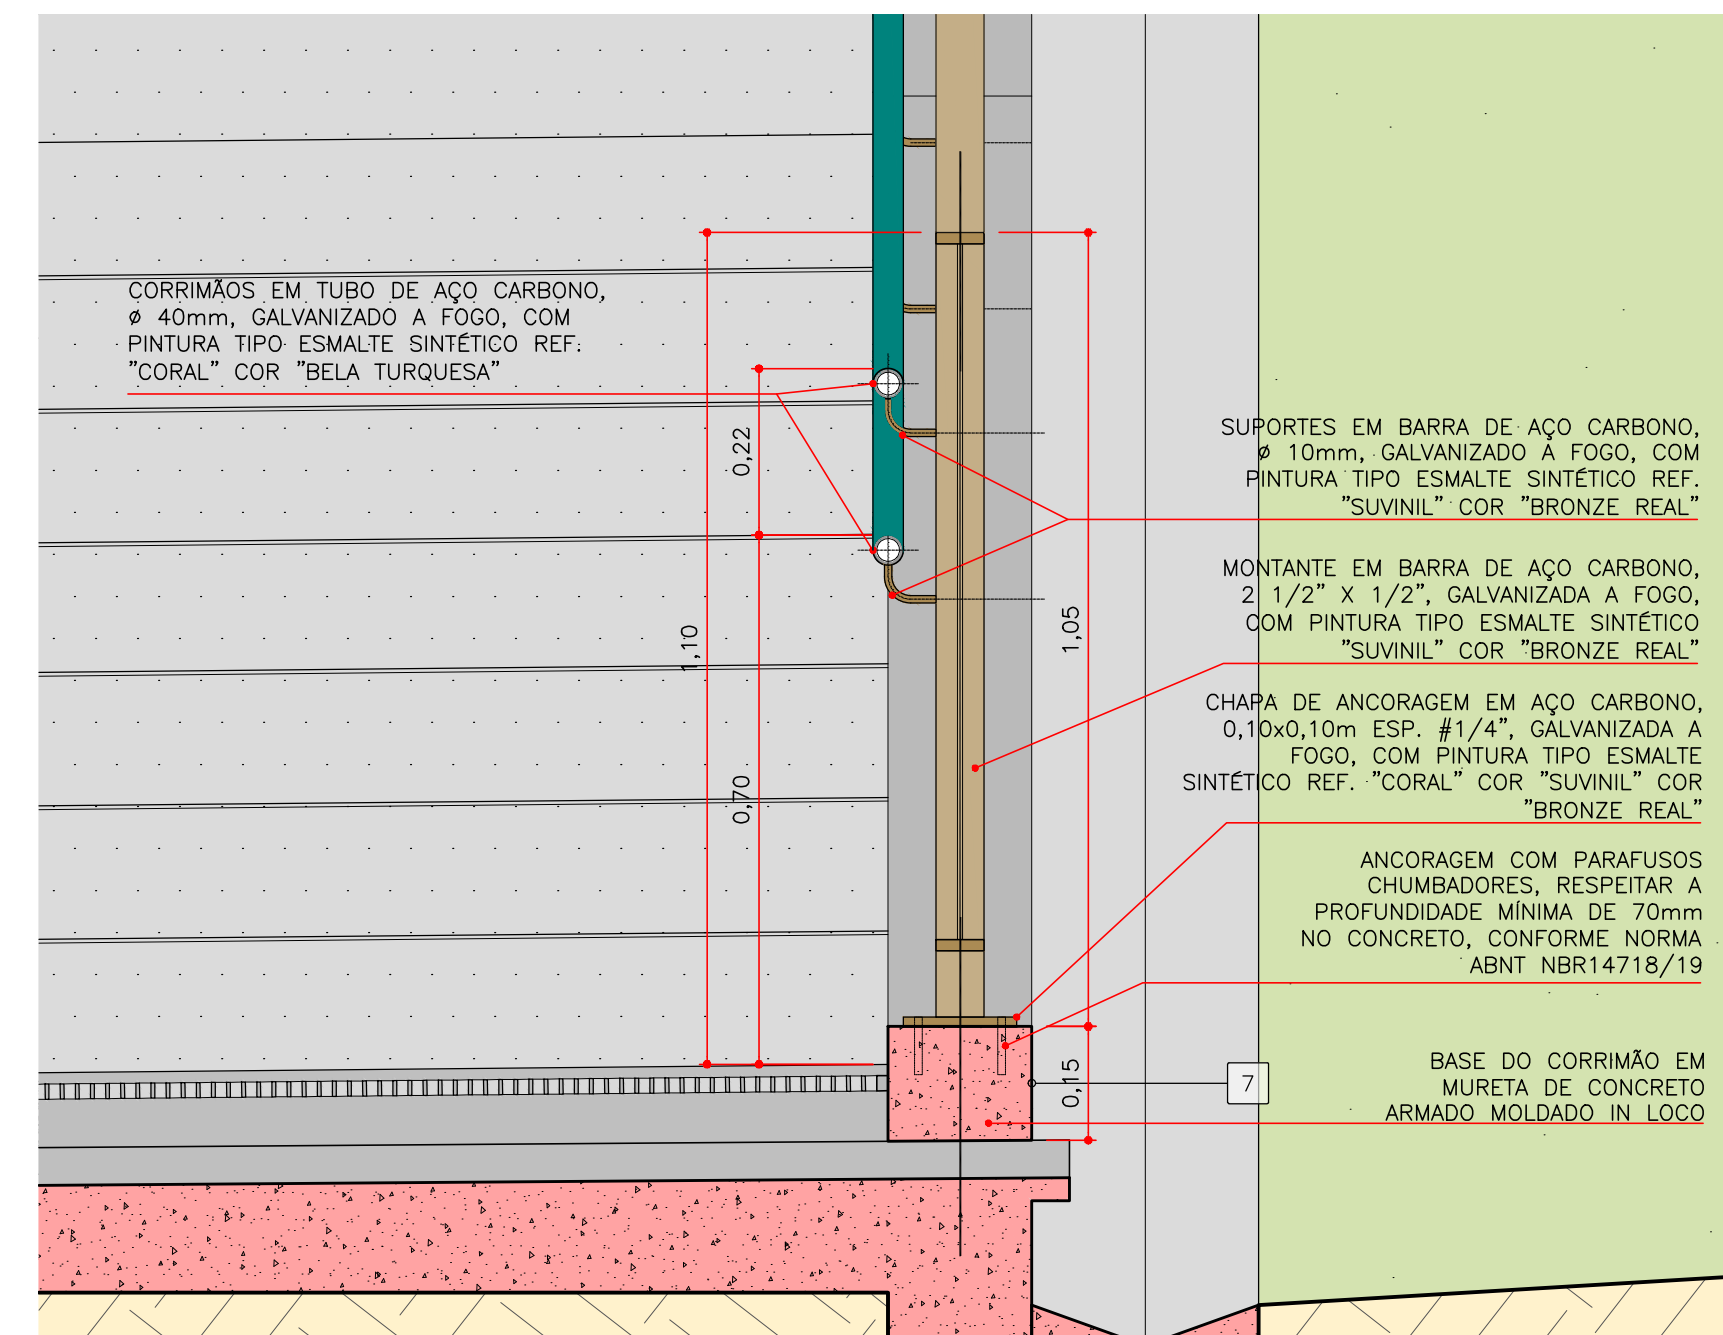 CORRIMÃOS EM TUBO DE AÇO CARBONO,
ø 40mm, GALVANIZADO A FOGO, COM
PINTURA TIPO ESMALTE SINTÉTICO REF.
"CORAL" COR "BELA TURQUESA"
0,22
1,10
0,70
1,05
0,15
SUPORTES EM BARRA DE AÇO CARBONO,
ø 10mm, GALVANIZADO A FOGO, COM
PINTURA TIPO ESMALTE SINTÉTICO REF.
"SUVINIL" COR "BRONZE REAL"
MONTANTE EM BARRA DE AÇO CARBONO,
2 1/2" X 1/2", GALVANIZADA A FOGO,
COM PINTURA TIPO ESMALTE SINTÉTICO
"SUVINIL" COR "BRONZE REAL"
CHAPA DE ANCORAGEM EM AÇO CARBONO,
0,10x0,10m ESP. #1/4", GALVANIZADA A
FOGO, COM PINTURA TIPO ESMALTE
SINTÉTICO REF. "CORAL" COR "SUVINIL" COR
"BRONZE REAL"
ANCORAGEM COM PARAFUSOS
CHUMBADORES, RESPEITAR A
PROFUNDIDADE MÍNIMA DE 70mm
NO CONCRETO, CONFORME NORMA
ABNT NBR14718/19
7
BASE DO CORRIMÃO EM
MURETA DE CONCRETO
ARMADO MOLDADO IN LOCO